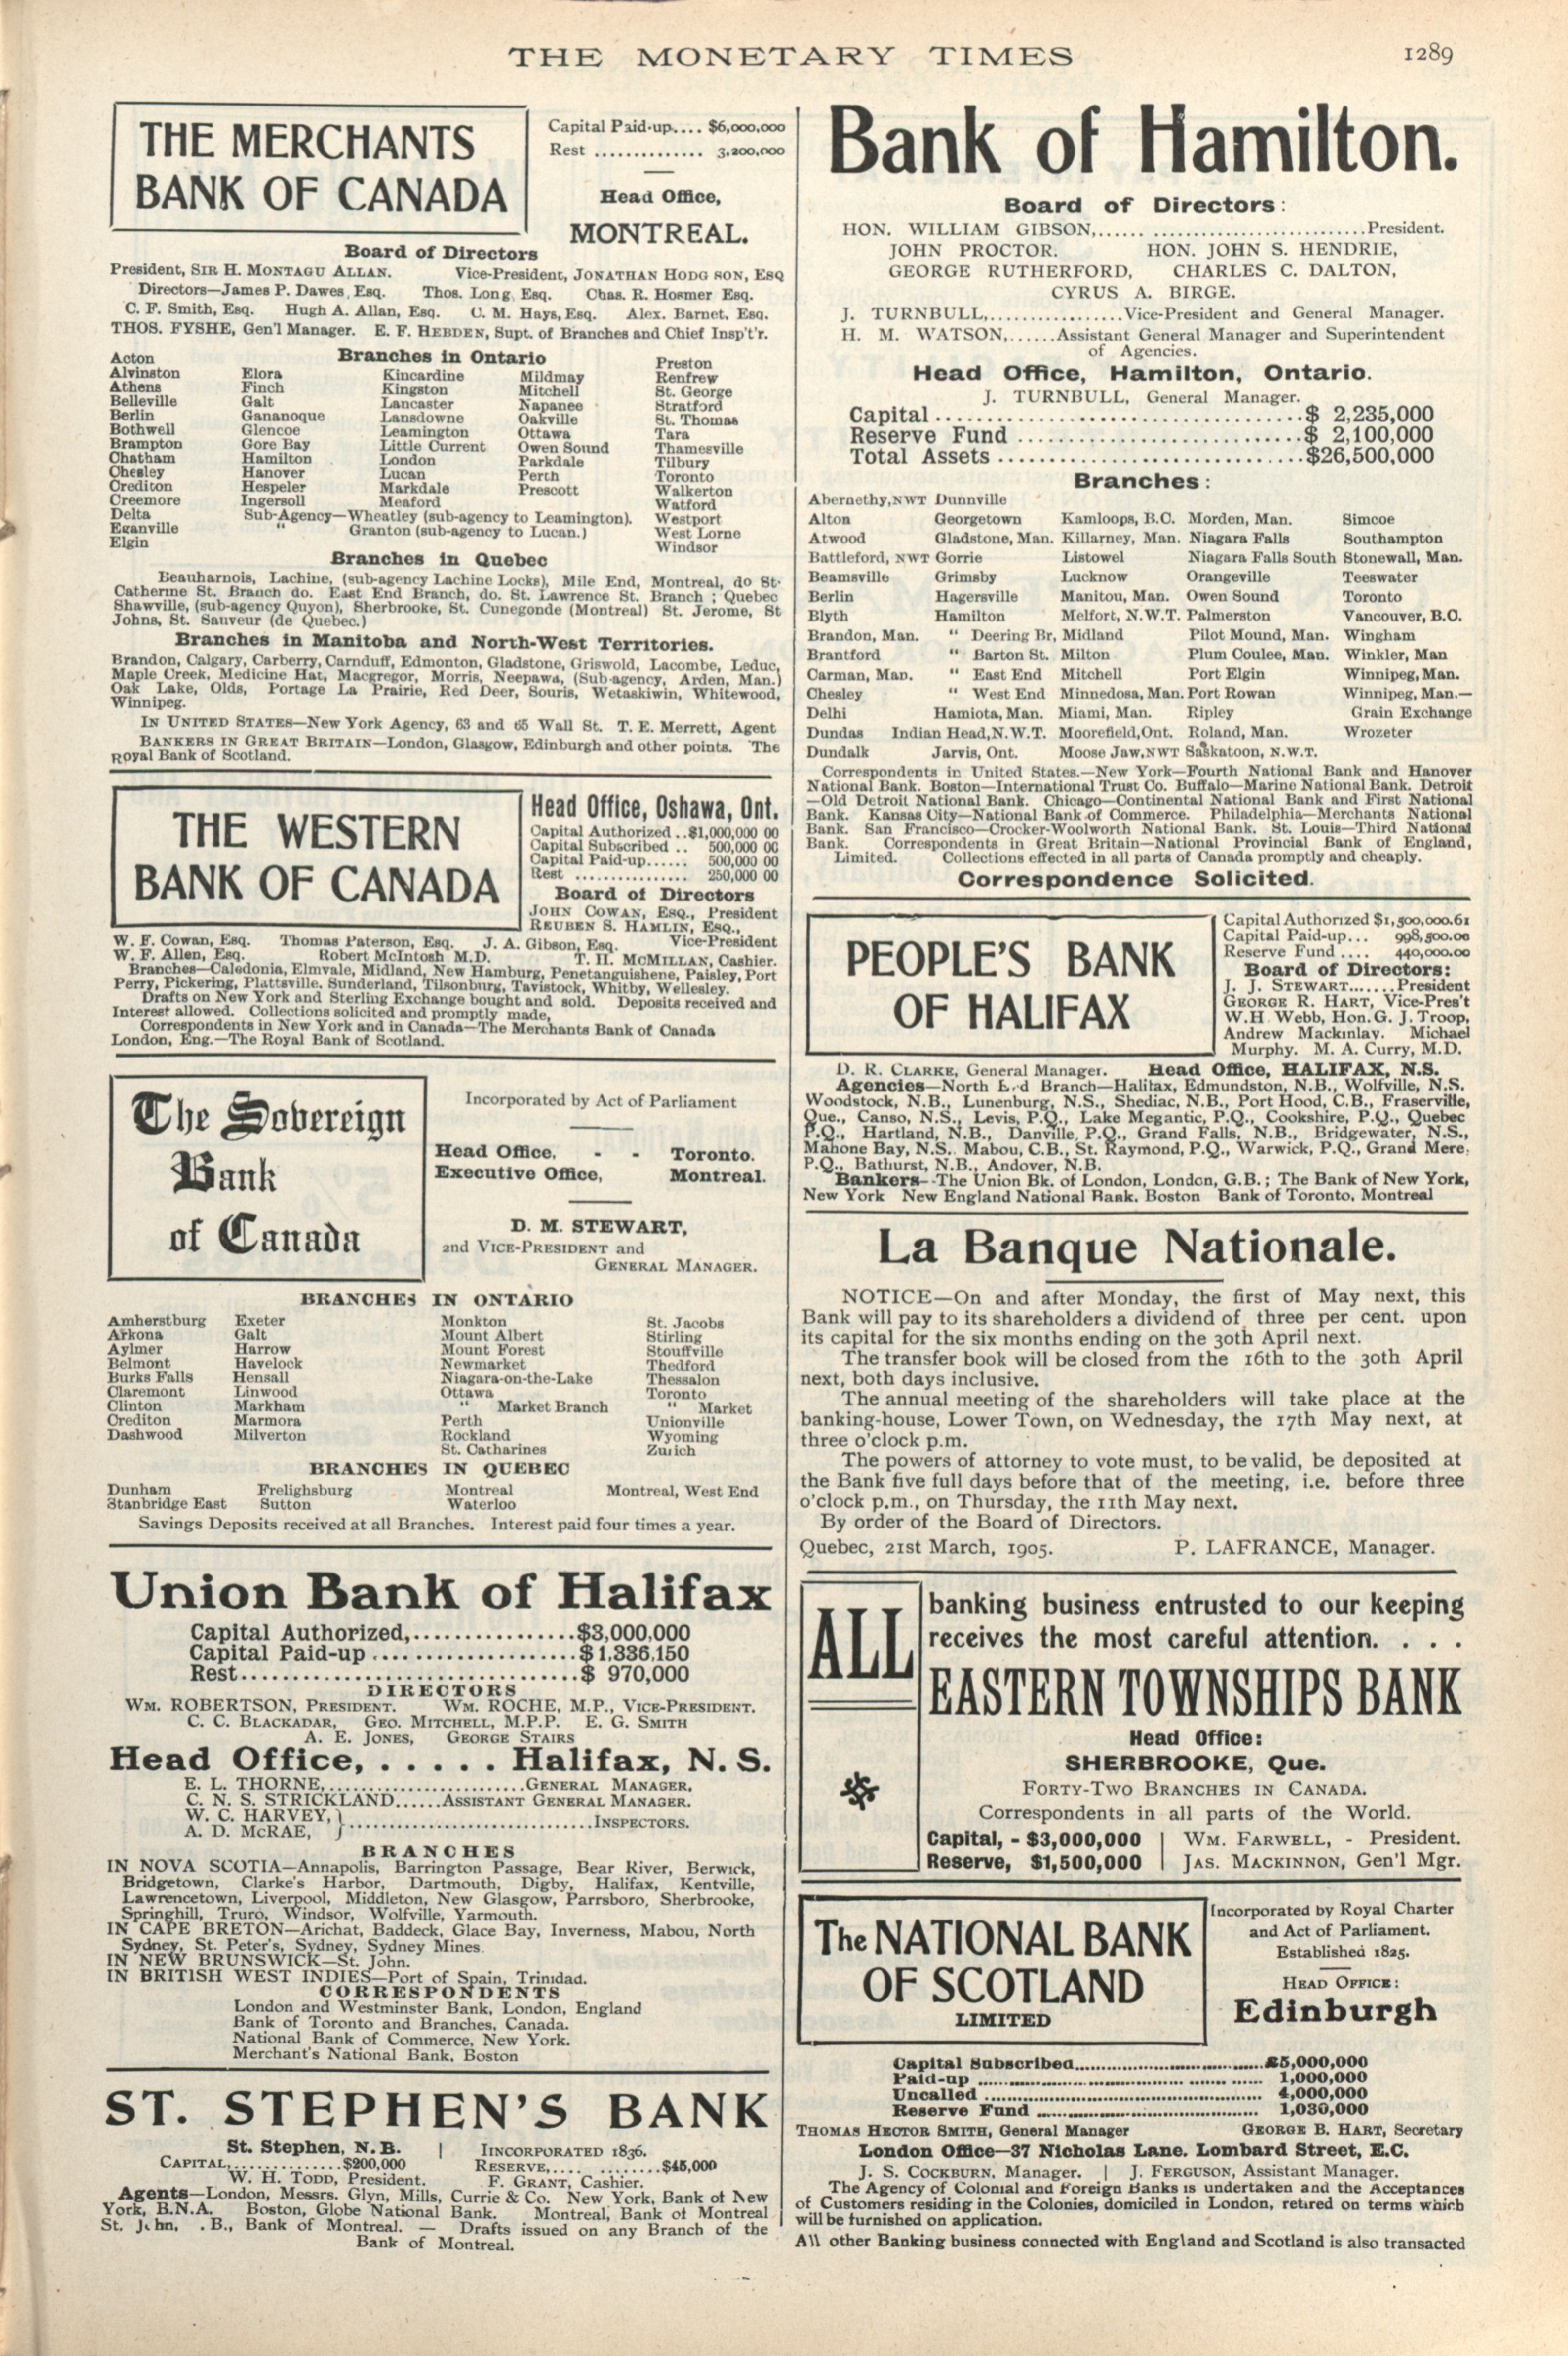 THE MONETARY TIMES
1289
THE MERCHANTS
BANK OF CANADA
Capital Paid-up.... $6,000,000
Rest .............. 3,200,000
Head Office,
MONTREAL.
Board of Directors
President, SIR H. MONTAGU ALLAN. Vice-President, JONATHAN HODG SON, ESQ
Directors—James P. Dawes, Esq. Thos. Long, Esq. Chas. R. Hosmer Esq.
C. F. Smith, Esq. Hugh A. Allan, Esq. C. M. Hays, Esq. Alex. Barnet, Esq.
THOS. FYSHE, Gen'l Manager. E. F. HEBDEN, Supt. of Branches and Chief Insp't'r.
Branches in Ontario
Acton
Alvinston
Athens
Belleville
Berlin
Bothwell
Brampton
Chatham
Chesley
Crediton
Creemore
Delta
Eganville
Elgin
Elora
Finch
Galt
Gananoque
Glencoe
Gore Bay
Hamilton
Hanover
Hespeler
Ingersoll
Kincardine
Kingston
Lancaster
Lansdowne
Leamington
Little Current
London
Lucan
Markdale
Meaford
Mildmay
Mitchell
Napanee
Oakville
Ottawa
Owen Sound
Parkdale
Perth
Prescott
Preston
Renfrew
St. George
Stratford
St. Thomas
Tara
Thamesville
Tilbury
Toronto
Walkerton
Watford
Westport
West Lorne
Windsor
Sub-Agency—Wheatley (sub-agency to Leamington).
" Granton (sub-agency to Lucan.)
Branches in Quebec
Beauharnois, Lachine, (sub-agency Lachine Locks), Mile End, Montreal, do St.
Catherine St. Branch do. East End Branch, do. St. Lawrence St. Branch ; Quebec
Shawville, (sub-agency Quyon), Sherbrooke, St. Cunegonde (Montreal) St. Jerome, St
Johns, St. Sauveur (de Quebec.)
Branches in Manitoba and North-West Territories.
Brandon, Calgary, Carberry, Carnduff, Edmonton, Gladstone, Griswold, Lacombe, Leduc,
Maple Creek, Medicine Hat, Macgregor, Morris, Neepawa, (Sub-agency, Arden, Man.)
Oak Lake, Olds, Portage La Prairie, Red Deer, Souris, Wetaskiwin, Whitewood,
Winnipeg.
IN UNITED STATES—New York Agency, 63 and 65 Wall St. T. E. Merrett, Agent
BANKERS IN GREAT BRITAIN—London, Glasgow, Edinburgh and other points. The
Royal Bank of Scotland.
THE WESTERN
BANK OF CANADA
Head Office, Oshawa, Ont.
Capital Authorized ..$1,000,000 00
Capital Subscribed .. 500,000 00
Capital Paid-up...... 500,000 00
Rest ................ 250,000 00
Board of Directors
JOHN COWAN, ESQ., President
REUBEN S. HAMLIN, ESQ.,
Vice-President
W. F. Cowan, Esq. Thomas Paterson, Esq. J. A. Gibson, Esq.
W. F. Allen, Esq. Robert McIntosh M.D. T. H. MCMILLAN, Cashier.
Branches—Caledonia, Elmvale, Midland, New Hamburg, Penetanguishene, Paisley, Port
Perry, Pickering, Plattsville, Sunderland, Tilsonburg, Tavistock, Whitby, Wellesley.
Drafts on New York and Sterling Exchange bought and sold. Deposits received and
Interest allowed. Collections solicited and promptly made,
Correspondents in New York and in Canada—The Merchants Bank of Canada
London, Eng.—The Royal Bank of Scotland.
The Sovereign
Bank
of Canada
Incorporated by Act of Parliament
Head Office, - - Toronto.
Executive Office, Montreal.
D. M. STEWART,
2nd VICE-PRESIDENT and
GENERAL MANAGER.
BRANCHES IN ONTARIO
Amherstburg
Arkona
Aylmer
Belmont
Burks Falls
Claremont
Clinton
Crediton
Dashwood
Exeter
Galt
Harrow
Havelock
Hensall
Linwood
Markham
Marmora
Milverton
Monkton
Mount Albert
Mount Forest
Newmarket
Niagara-on-the-Lake
Ottawa
" Market Branch
Perth
Rockland
St. Catharines
St. Jacobs
Stirling
Stouffville
Thedford
Thessalon
Toronto
" Market
Unionville
Wyoming
Zurich
BRANCHES IN QUEBEC
Dunham Frelighsburg Montreal Montreal, West End
Stanbridge East Sutton Waterloo
Savings Deposits received at all Branches. Interest paid four times a year.
Union Bank of Halifax
Capital Authorized,................$3,000,000
Capital Paid-up ....................$1,336,150
Rest.................................$ 970,000
DIRECTORS
WM. ROBERTSON, PRESIDENT. WM. ROCHE, M.P., VICE-PRESIDENT.
C. C. BLACKADAR, GEO. MITCHELL, M.P.P. E. G. SMITH
A. E. JONES, GEORGE STAIRS
Head Office, . . . . . Halifax, N. S.
E. L. THORNE,........................GENERAL MANAGER,
C. N. S. STRICKLAND......ASSISTANT GENERAL MANAGER.
W. C. HARVEY, }
A. D. McRAE, } ..............................INSPECTORS.
BRANCHES
IN NOVA SCOTIA—Annapolis, Barrington Passage, Bear River, Berwick,
Bridgetown, Clarke's Harbor, Dartmouth, Digby, Halifax, Kentville,
Lawrencetown, Liverpool, Middleton, New Glasgow, Parrsboro, Sherbrooke,
Springhill, Truro, Windsor, Wolfville, Yarmouth.
IN CAPE BRETON—Arichat, Baddeck, Glace Bay, Inverness, Mabou, North
Sydney, St. Peter's, Sydney, Sydney Mines.
IN NEW BRUNSWICK—St. John.
IN BRITISH WEST INDIES—Port of Spain, Trinidad.
CORRESPONDENTS
London and Westminster Bank, London, England
Bank of Toronto and Branches, Canada.
National Bank of Commerce, New York.
Merchant's National Bank, Boston
ST. STEPHEN'S BANK
St. Stephen, N. B. | IINCORPORATED 1836.
CAPITAL,..............$200,000 RESERVE,.... .........$45,000
W. H. TODD, President. F. GRANT, Cashier.
Agents—London, Messrs. Glyn, Mills, Currie & Co. New York, Bank of New
York, B.N.A. Boston, Globe National Bank. Montreal, Bank of Montreal
St. John, . B., Bank of Montreal. — Drafts issued on any Branch of the
Bank of Montreal.
Bank of Hamilton.
Board of Directors:
HON. WILLIAM GIBSON,...... ..........................President.
JOHN PROCTOR. HON. JOHN S. HENDRIE,
GEORGE RUTHERFORD, CHARLES C. DALTON,
CYRUS A. BIRGE.
J. TURNBULL,.................Vice-President and General Manager.
H. M. WATSON,......Assistant General Manager and Superintendent
of Agencies.
Head Office, Hamilton, Ontario.
J. TURNBULL, General Manager.
Capital ........................................$ 2,235,000
Reserve Fund ..............................$ 2,100,000
Total Assets ................................$26,500,000
Branches:
Abernethy, NWT Dunnville
Alton Georgetown Kamloops, B.C. Morden, Man. Simcoe
Atwood Gladstone, Man. Killarney, Man. Niagara Falls Southampton
Battleford, NWT Gorrie Listowel Niagara Falls South Stonewall, Man.
Beamsville Grimsby Lucknow Orangeville Teeswater
Berlin Hagersville Manitou, Man. Owen Sound Toronto
Blyth Hamilton Melfort, N.W.T. Palmerston Vancouver, B.C.
Brandon, Man. " Deering Br, Midland Pilot Mound, Man. Wingham
Brantford " Barton St. Milton Plum Coulee, Man. Winkler, Man
Carman, Man. " East End Mitchell Port Elgin Winnipeg, Man.
Chesley " West End Minnedosa, Man. Port Rowan Winnipeg, Man.—
Delhi Hamiota, Man. Miami, Man. Ripley Grain Exchange
Dundas Indian Head, N.W.T. Moorefield, Ont. Roland, Man. Wrozeter
Dundalk Jarvis, Ont. Moose Jaw, NWT Saskatoon, N.W.T.
Correspondents in United States.—New York—Fourth National Bank and Hanover
National Bank. Boston—International Trust Co. Buffalo—Marine National Bank. Detroit
—Old Detroit National Bank. Chicago—Continental National Bank and First National
Bank. Kansas City—National Bank of Commerce. Philadelphia—Merchants National
Bank. San Francisco—Crocker-Woolworth National Bank. St. Louis—Third National
Bank. Correspondents in Great Britain—National Provincial Bank of England,
Limited. Collections effected in all parts of Canada promptly and cheaply.
Correspondence Solicited.
PEOPLE'S BANK
OF HALIFAX
Capital Authorized $1,500,000.61
Capital Paid-up... 998,500.00
Reserve Fund .... 440,000.00
Board of Directors:
J. J. STEWART.......President
GEORGE R. HART, Vice-Pres't
W.H. Webb, Hon. G. J. Troop,
Andrew Mackinlay. Michael
Murphy. M. A. Curry, M.D.
D. R. CLARKE, General Manager. Head Office, HALIFAX, N.S.
Agencies—North End Branch—Halifax, Edmundston, N.B., Wolfville, N.S.
Woodstock, N.B., Lunenburg, N.S., Shediac, N.B., Port Hood, C.B., Fraserville,
Que., Canso, N.S., Levis, P.Q., Lake Megantic, P.Q., Cookshire, P.Q., Quebec
P.Q., Hartland, N.B., Danville, P.Q., Grand Falls, N.B., Bridgewater, N.S.,
Mahone Bay, N.S. Mabou, C.B., St. Raymond, P.Q., Warwick, P.Q., Grand Mere,
P.Q., Bathurst, N.B., Andover, N.B.
Bankers—The Union Bk. of London, London, G.B.; The Bank of New York,
New York New England National Bank, Boston Bank of Toronto, Montreal
La Banque Nationale.
NOTICE—On and after Monday, the first of May next, this
Bank will pay to its shareholders a dividend of three per cent. upon
its capital for the six months ending on the 30th April next.
The transfer book will be closed from the 16th to the 30th April
next, both days inclusive.
The annual meeting of the shareholders will take place at the
banking-house, Lower Town, on Wednesday, the 17th May next, at
three o'clock p.m.
The powers of attorney to vote must, to be valid, be deposited at
the Bank five full days before that of the meeting, i.e. before three
o'clock p.m., on Thursday, the 11th May next.
By order of the Board of Directors.
Quebec, 21st March, 1905. P. LAFRANCE, Manager.
ALL
banking business entrusted to our keeping
receives the most careful attention. . . .
EASTERN TOWNSHIPS BANK
Head Office:
SHERBROOKE, Que.
FORTY-TWO BRANCHES IN CANADA.
Correspondents in all parts of the World.
Capital, - $3,000,000 | WM. FARWELL, - President.
Reserve, $1,500,000 | JAS. MACKINNON, Gen'l Mgr.
The NATIONAL BANK
OF SCOTLAND
LIMITED
Incorporated by Royal Charter
and Act of Parliament.
Established 1825.
HEAD OFFICE:
Edinburgh
Capital Subscribed................................£5,000,000
Paid-up ................................ 1,000,000
Uncalled ................................ 4,000,000
Reserve Fund ................................ 1,030,000
THOMAS HECTOR SMITH, General Manager GEORGE B. HART, Secretary
London Office—37 Nicholas Lane. Lombard Street, E.C.
J. S. COCKBURN, Manager. | J. FERGUSON, Assistant Manager.
The Agency of Colonial and Foreign Banks is undertaken and the Acceptances
of Customers residing in the Colonies, domiciled in London, retired on terms which
will be furnished on application.
All other Banking business connected with England and Scotland is also transacted